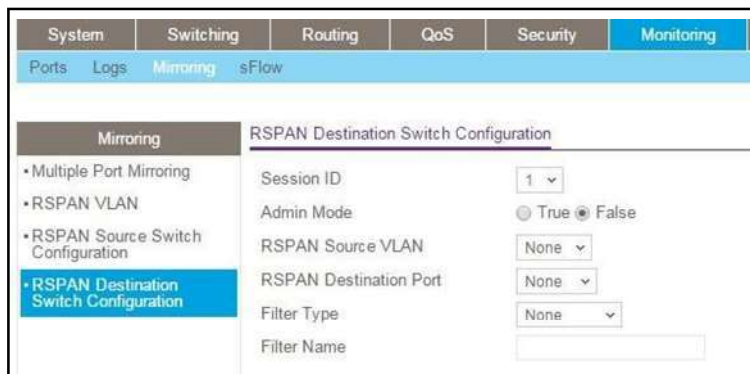 System Switching Routing QoS Security Monitoring
Ports Logs Mirroring sFlow
Mirroring
• Multiple Port Mirroring
• RSPAN VLAN
• RSPAN Source Switch
Configuration
• RSPAN Destination
Switch Configuration
RSPAN Destination Switch Configuration
Session ID 1
Admin Mode True False
RSPAN Source VLAN None
RSPAN Destination Port None
Filter Type None
Filter Name